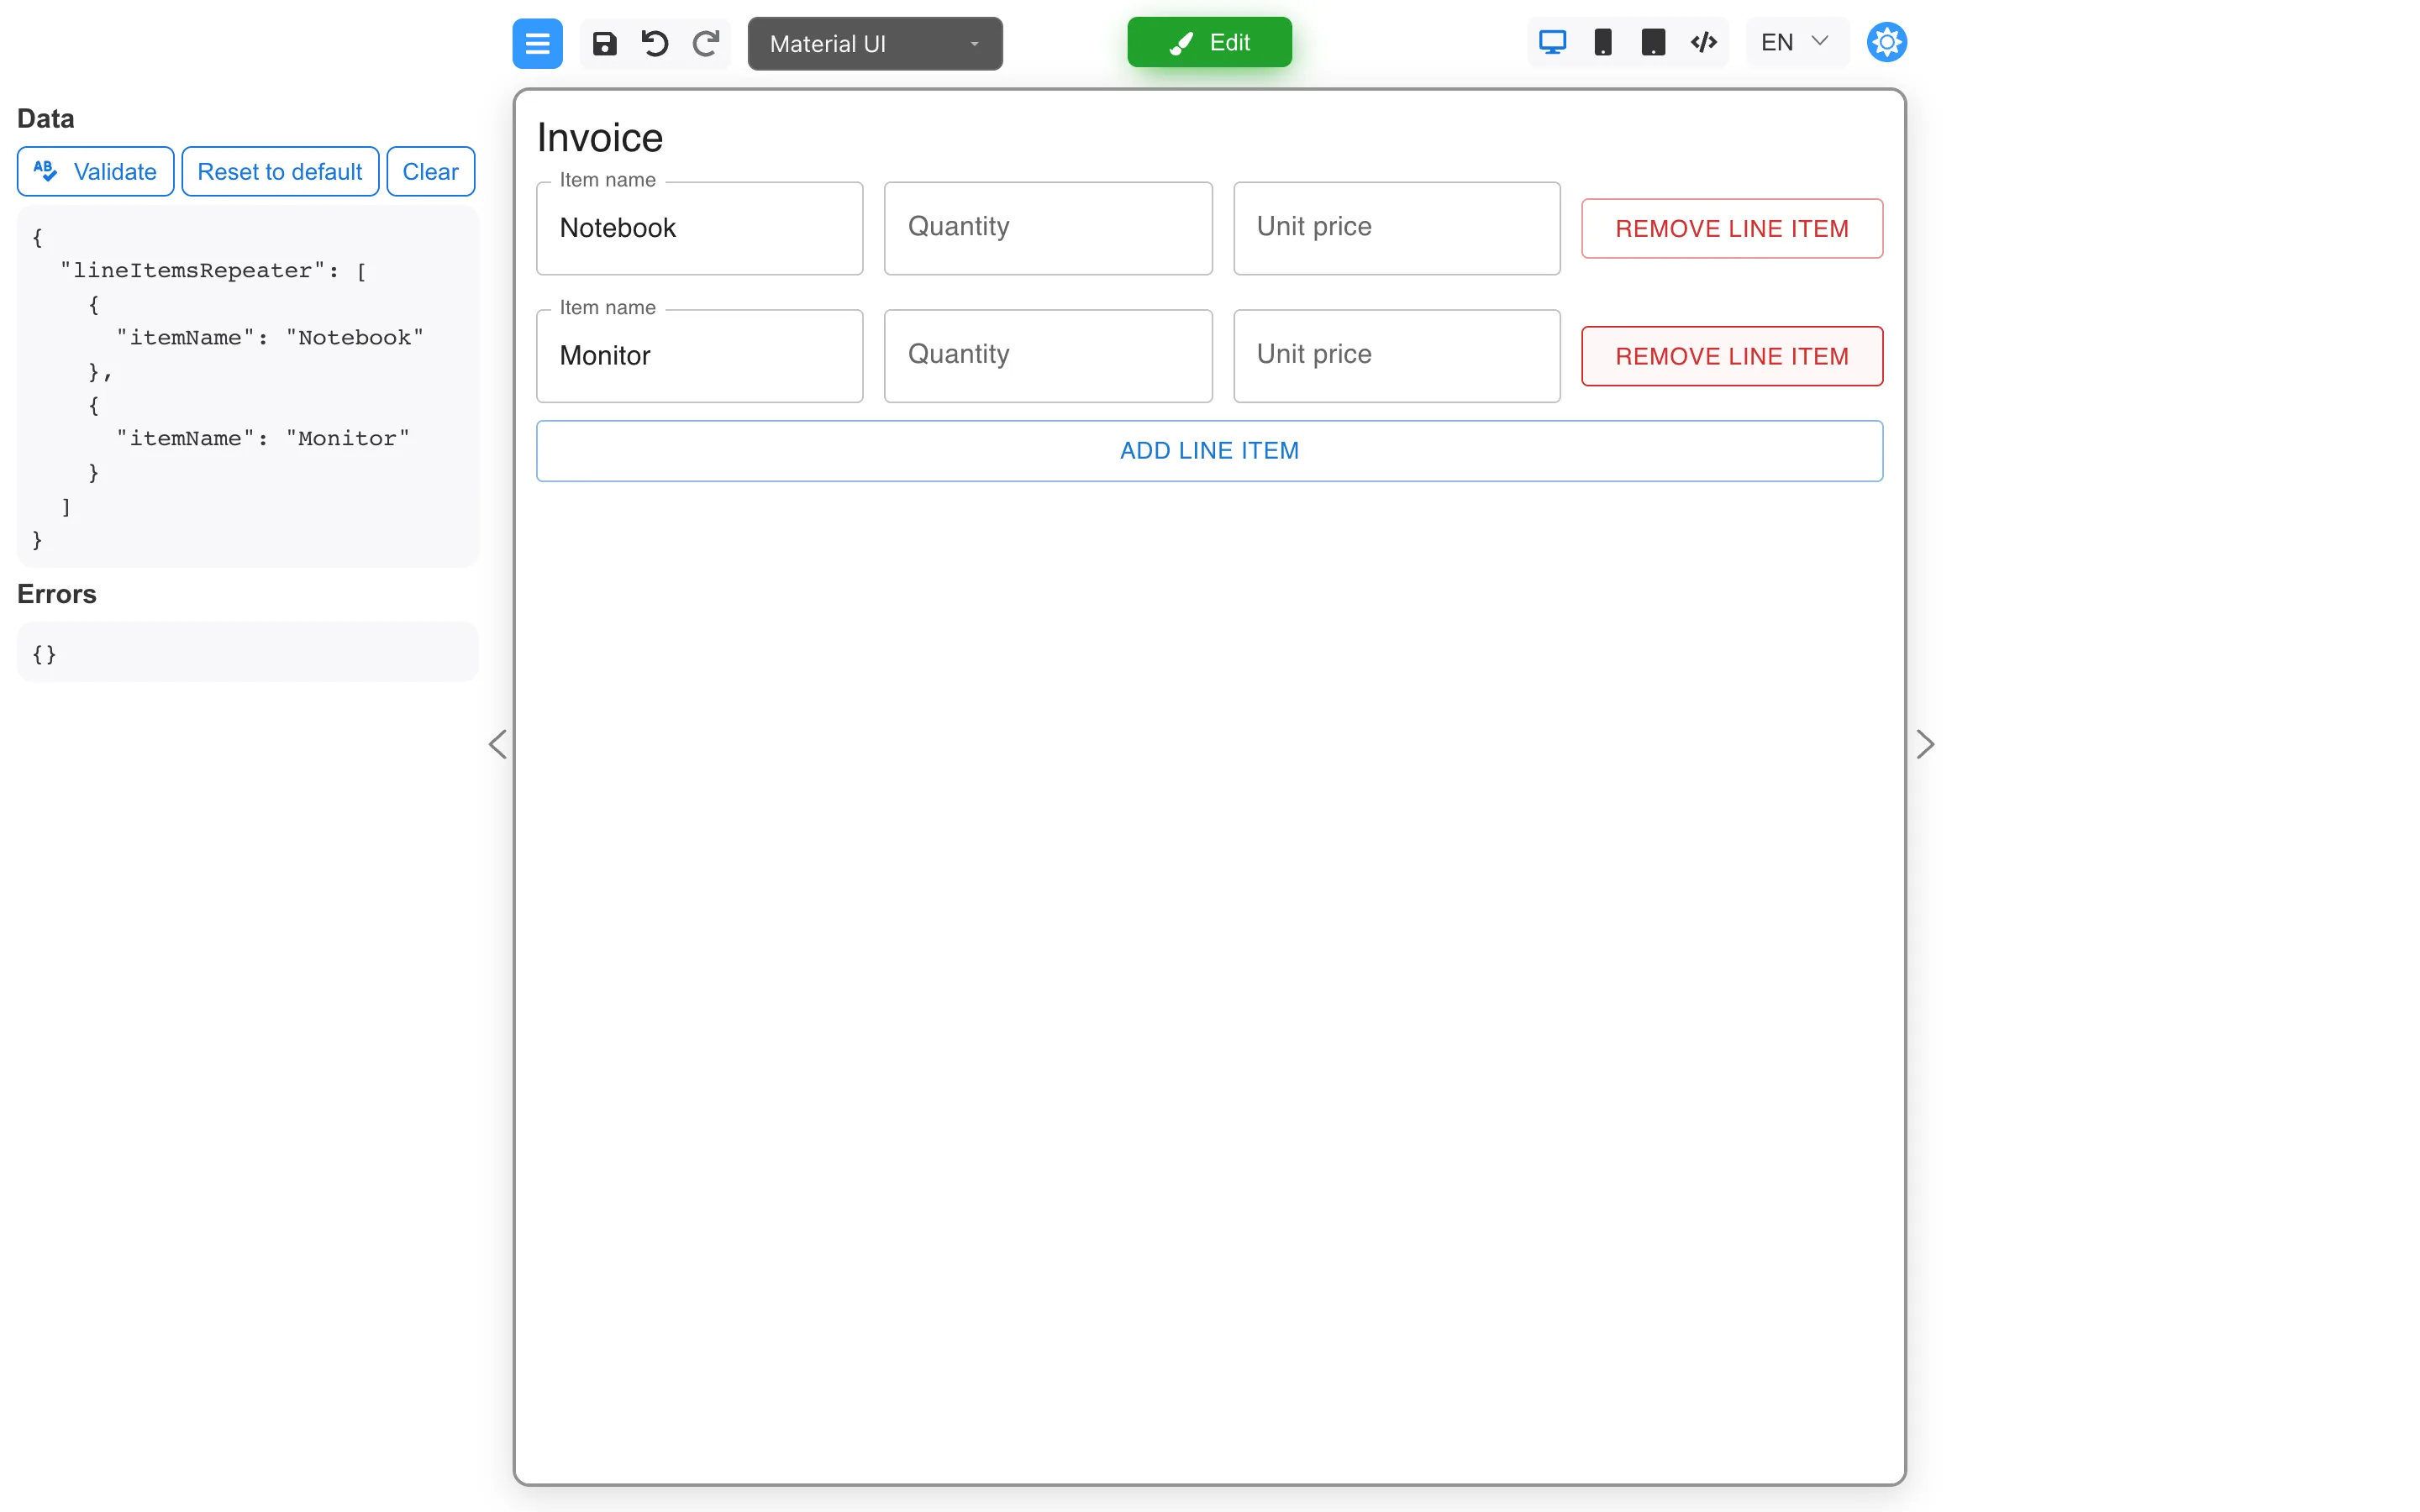 Material UI
Edit
EN
Data
AB Validate
Reset to default
Clear
{
"lineItemsRepeater": [
{
"itemName": "Notebook"
},
{
"itemName": "Monitor"
}
]
}
Errors
{}
Invoice
Item name
Notebook
Quantity
Unit price
REMOVE LINE ITEM
Item name
Monitor
Quantity
Unit price
REMOVE LINE ITEM
ADD LINE ITEM